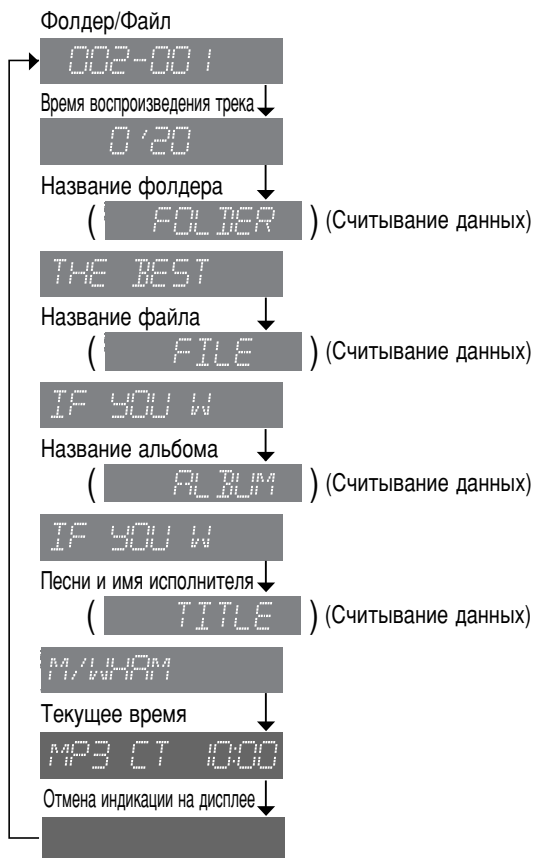 Фолдер/Файл
002-001
Время воспроизведения трека
0'20
Название фолдера
( FOLDER ) (Считывание данных)
THE BEST
Название файла
( FILE ) (Считывание данных)
IF YOU W
Название альбома
( ALBUM ) (Считывание данных)
IF YOU W
Песни и имя исполнителя
( TITLE ) (Считывание данных)
M/WHAM
Текущее время
MP3 CT 10:00
Отмена индикации на дисплее